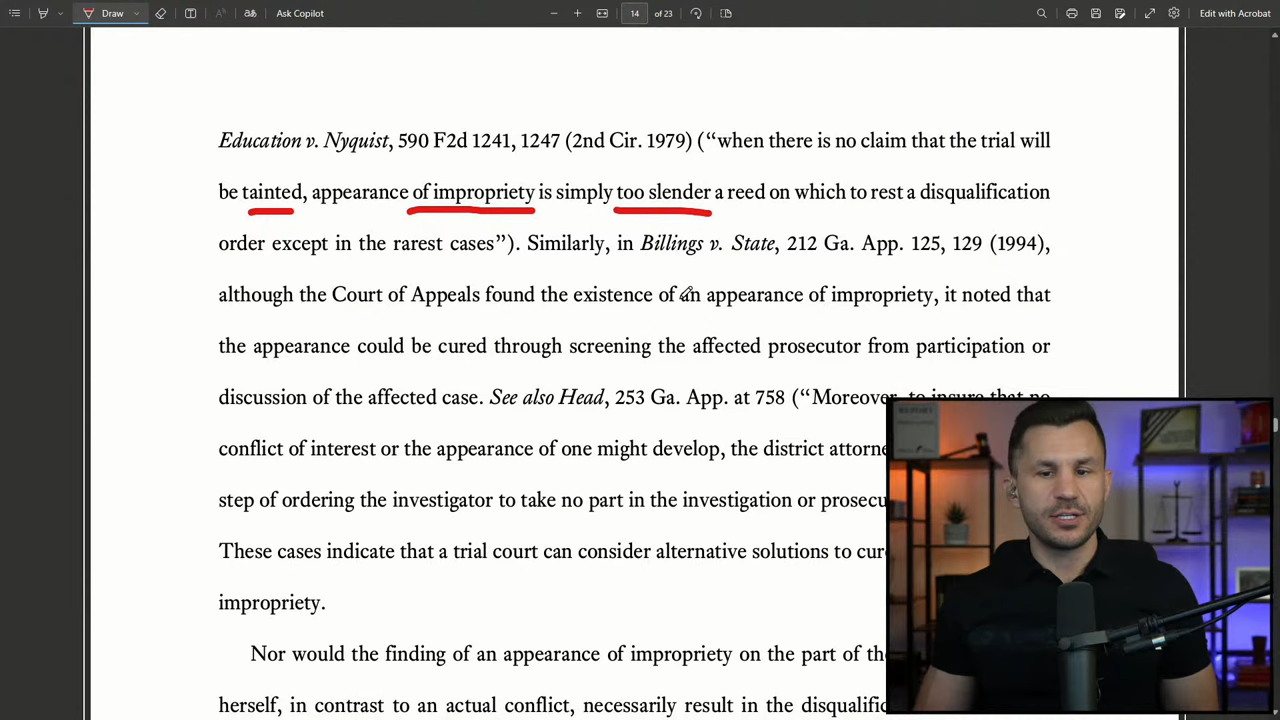 Draw
Ask Copilot
14 of 23
Edit with Acrobat
Education v. Nyquist, 590 F2d 1241, 1247 (2nd Cir. 1979) (“when there is no claim that the trial will
be tainted, appearance of impropriety is simply too slender a reed on which to rest a disqualification
order except in the rarest cases”). Similarly, in Billings v. State, 212 Ga. App. 125, 129 (1994),
although the Court of Appeals found the existence of an appearance of impropriety, it noted that
the appearance could be cured through screening the affected prosecutor from participation or
discussion of the affected case. See also Head, 253 Ga. App. at 758 (“Moreover, to insure that no
conflict of interest or the appearance of one might develop, the district attorne
step of ordering the investigator to take no part in the investigation or prosecu
These cases indicate that a trial court can consider alternative solutions to cur
impropriety.
Nor would the finding of an appearance of impropriety on the part of the
herself, in contrast to an actual conflict, necessarily result in the disqualific